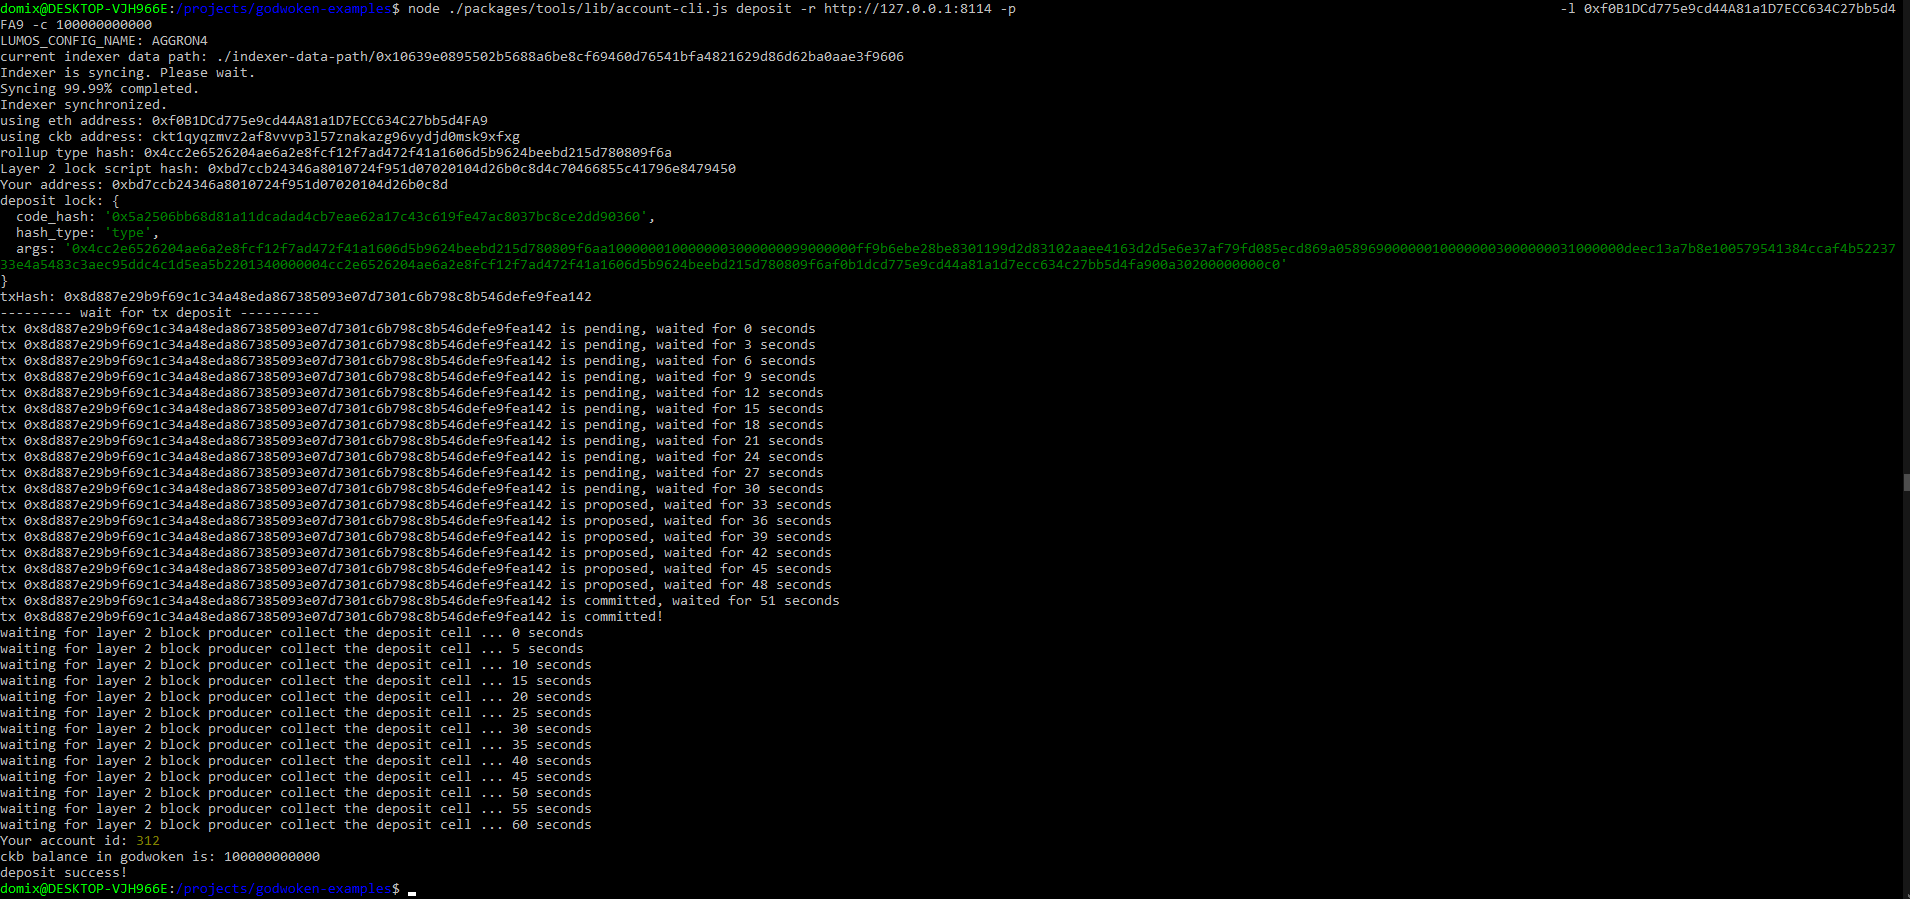 domix@DESKTOP-VJH966E:/projects/godwoken-examples$ node ./packages/tools/lib/account-cli.js deposit -r http://127.0.0.1:8114 -p -l 0xf0B1DCd775e9cd44A81a1D7ECC634C27bb5d4
FA9 -c 100000000000
LUMOS_CONFIG_NAME: AGGRON4
current indexer data path: ./indexer-data-path/0x10639e0895502b5688a6be8cf69460d76541bfa4821629d86d62ba0aae3f9606
Indexer is syncing. Please wait.
Syncing 99.99% completed.
Indexer synchronized.
using eth address: 0xf0B1DCd775e9cd44A81a1D7ECC634C27bb5d4FA9
using ckb address: ckt1qyqzmvz2af8vvvp3l57znakazg96vydjd0msk9xfxg
rollup type hash: 0x4cc2e6526204ae6a2e8fcf12f7ad472f41a1606d5b9624beebd215d780809f6a
Layer 2 lock script hash: 0xbd7ccb24346a8010724f951d07020104d26b0c8d4c70466855c41796e8479450
Your address: 0xbd7ccb24346a8010724f951d07020104d26b0c8d
deposit lock: {
  code_hash: '0x5a2506bb68d81a11dcadad4cb7eae62a17c43c619fe47ac8037bc8ce2dd90360',
  hash_type: 'type',
  args: '0x4cc2e6526204ae6a2e8fcf12f7ad472f41a1606d5b9624beebd215d780809f6aa10000001000000030000000990000000ff9b6ebe28be8301199d2d83102aaee4163d2d5e6e37af79fd085ecd869a05896900000001000000030000000031000000deec13a7b8e100579541384ccaf4b52237
33e4a5483c3aec95ddc4c1d5ea5b2201340000004cc2e6526204ae6a2e8fcf12f7ad472f41a1606d5b9624beebd215d780809f6af0b1dcd775e9cd44a81a1d7ecc634c27bb5d4fa900a30200000000c0'
}
txHash: 0x8d887e29b9f69c1c34a48eda867385093e07d7301c6b798c8b546defe9fea142
--------- wait for tx deposit ----------
tx 0x8d887e29b9f69c1c34a48eda867385093e07d7301c6b798c8b546defe9fea142 is pending, waited for 0 seconds
tx 0x8d887e29b9f69c1c34a48eda867385093e07d7301c6b798c8b546defe9fea142 is pending, waited for 3 seconds
tx 0x8d887e29b9f69c1c34a48eda867385093e07d7301c6b798c8b546defe9fea142 is pending, waited for 6 seconds
tx 0x8d887e29b9f69c1c34a48eda867385093e07d7301c6b798c8b546defe9fea142 is pending, waited for 9 seconds
tx 0x8d887e29b9f69c1c34a48eda867385093e07d7301c6b798c8b546defe9fea142 is pending, waited for 12 seconds
tx 0x8d887e29b9f69c1c34a48eda867385093e07d7301c6b798c8b546defe9fea142 is pending, waited for 15 seconds
tx 0x8d887e29b9f69c1c34a48eda867385093e07d7301c6b798c8b546defe9fea142 is pending, waited for 18 seconds
tx 0x8d887e29b9f69c1c34a48eda867385093e07d7301c6b798c8b546defe9fea142 is pending, waited for 21 seconds
tx 0x8d887e29b9f69c1c34a48eda867385093e07d7301c6b798c8b546defe9fea142 is pending, waited for 24 seconds
tx 0x8d887e29b9f69c1c34a48eda867385093e07d7301c6b798c8b546defe9fea142 is pending, waited for 27 seconds
tx 0x8d887e29b9f69c1c34a48eda867385093e07d7301c6b798c8b546defe9fea142 is pending, waited for 30 seconds
tx 0x8d887e29b9f69c1c34a48eda867385093e07d7301c6b798c8b546defe9fea142 is proposed, waited for 33 seconds
tx 0x8d887e29b9f69c1c34a48eda867385093e07d7301c6b798c8b546defe9fea142 is proposed, waited for 36 seconds
tx 0x8d887e29b9f69c1c34a48eda867385093e07d7301c6b798c8b546defe9fea142 is proposed, waited for 39 seconds
tx 0x8d887e29b9f69c1c34a48eda867385093e07d7301c6b798c8b546defe9fea142 is proposed, waited for 42 seconds
tx 0x8d887e29b9f69c1c34a48eda867385093e07d7301c6b798c8b546defe9fea142 is proposed, waited for 45 seconds
tx 0x8d887e29b9f69c1c34a48eda867385093e07d7301c6b798c8b546defe9fea142 is proposed, waited for 48 seconds
tx 0x8d887e29b9f69c1c34a48eda867385093e07d7301c6b798c8b546defe9fea142 is committed, waited for 51 seconds
tx 0x8d887e29b9f69c1c34a48eda867385093e07d7301c6b798c8b546defe9fea142 is committed!
waiting for layer 2 block producer collect the deposit cell ... 0 seconds
waiting for layer 2 block producer collect the deposit cell ... 5 seconds
waiting for layer 2 block producer collect the deposit cell ... 10 seconds
waiting for layer 2 block producer collect the deposit cell ... 15 seconds
waiting for layer 2 block producer collect the deposit cell ... 20 seconds
waiting for layer 2 block producer collect the deposit cell ... 25 seconds
waiting for layer 2 block producer collect the deposit cell ... 30 seconds
waiting for layer 2 block producer collect the deposit cell ... 35 seconds
waiting for layer 2 block producer collect the deposit cell ... 40 seconds
waiting for layer 2 block producer collect the deposit cell ... 45 seconds
waiting for layer 2 block producer collect the deposit cell ... 50 seconds
waiting for layer 2 block producer collect the deposit cell ... 55 seconds
waiting for layer 2 block producer collect the deposit cell ... 60 seconds
Your account id: 312
ckb balance in godwoken is: 100000000000
deposit success!
domix@DESKTOP-VJH966E:/projects/godwoken-examples$